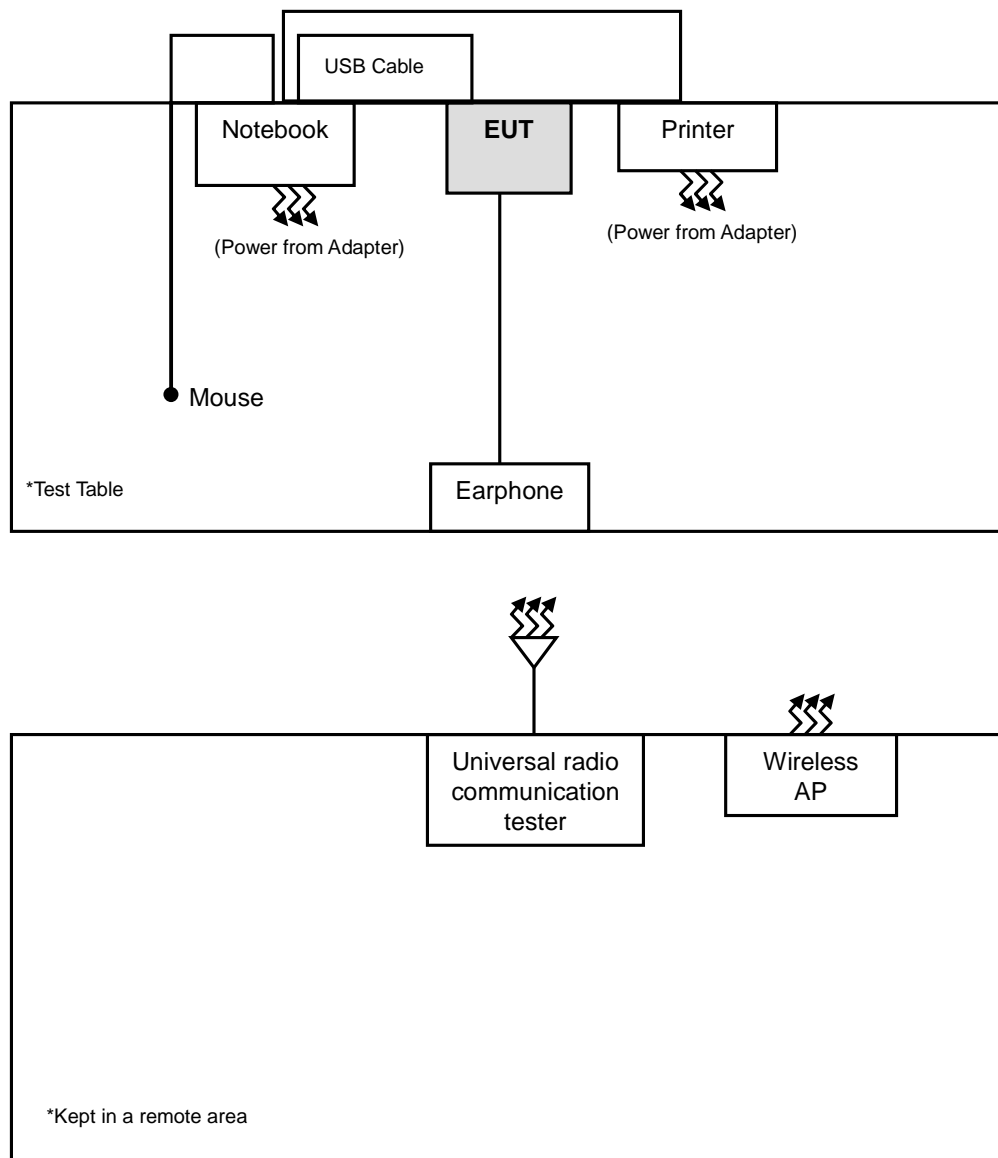 USB Cable
Notebook
EUT
Printer
(Power from Adapter)
(Power from Adapter)
Mouse
*Test Table
Earphone
Universal radio
communication
tester
Wireless
AP
*Kept in a remote area